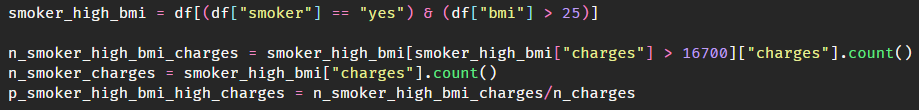 smoker_high_bmi = df[(df["smoker"] == "yes") & (df["bmi"] > 25)]
n_smoker_high_bmi_charges = smoker_high_bmi[smoker_high_bmi["charges"] > 16700]["charges"].count()
n_smoker_charges = smoker_high_bmi["charges"].count()
p_smoker_high_bmi_high_charges = n_smoker_high_bmi_charges/n_charges